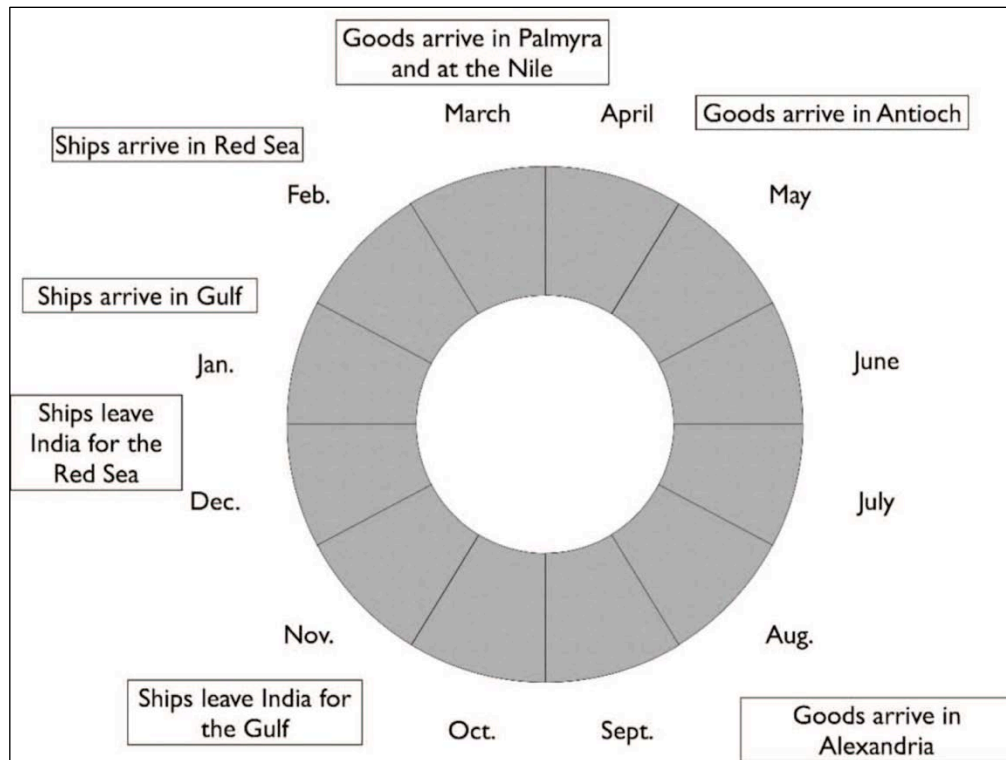 Goods arrive in Palmyra
and at the Nile
March
April
Goods arrive in Antioch
Ships arrive in Red Sea
Feb.
May
Ships arrive in Gulf
Jan.
June
Ships leave
India for the
Red Sea
Dec.
July
Nov.
Aug.
Ships leave India for
the Gulf
Oct.
Sept.
Goods arrive in
Alexandria